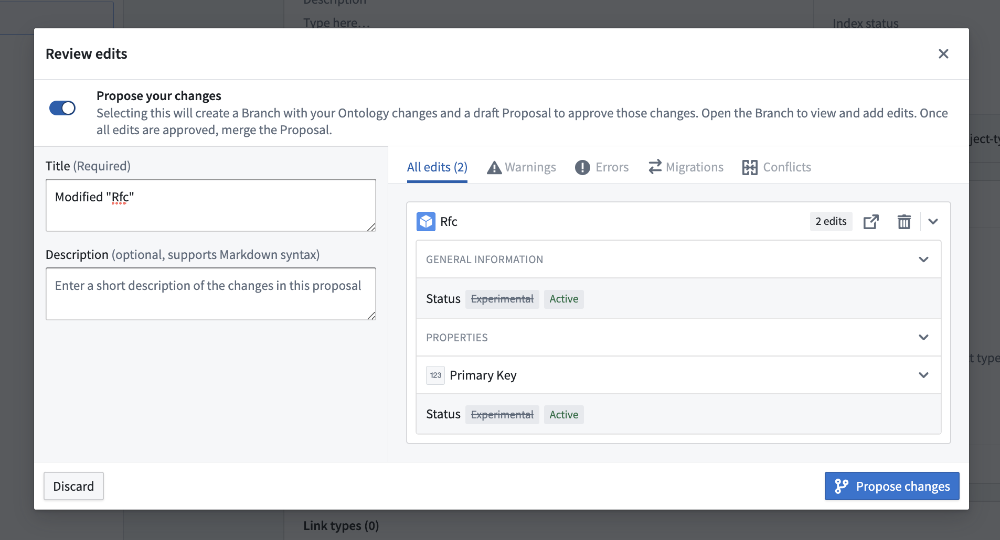 Description
Type here…
Index status
Review edits
Propose your changes
Selecting this will create a Branch with your Ontology changes and a draft Proposal to approve those changes. Open the Branch to view and add edits. Once
all edits are approved, merge the Proposal.
ject-ty
Title (Required)
All edits (2)
Warnings
Errors
Migrations
Conflicts
Modified "Rfc"
Rfc
2 edits
Description (optional, supports Markdown syntax)
GENERAL INFORMATION
Enter a short description of the changes in this proposal
Status Experimental Active
PROPERTIES
t type
123 Primary Key
Status Experimental Active
Discard
Propose changes
Link types (0)